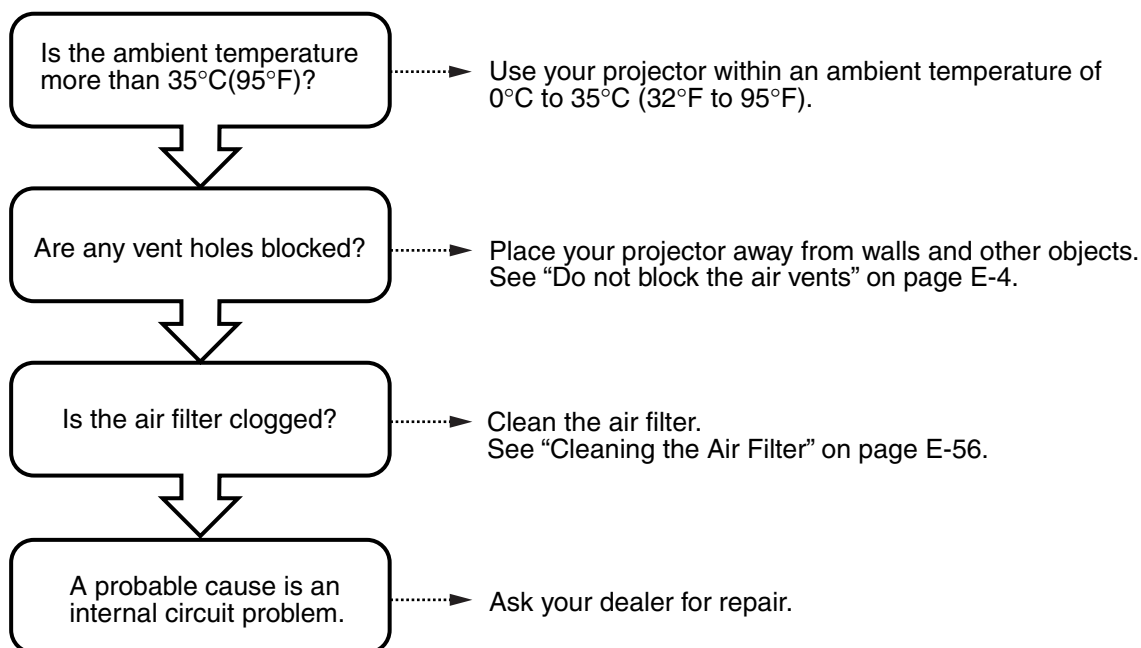 Is the ambient temperature
more than 35°C(95°F)?
Use your projector within an ambient temperature of
0°C to 35°C (32°F to 95°F).
Are any vent holes blocked?
Place your projector away from walls and other objects.
See “Do not block the air vents” on page E-4.
Is the air filter clogged?
Clean the air filter.
See “Cleaning the Air Filter” on page E-56.
A probable cause is an
internal circuit problem.
Ask your dealer for repair.